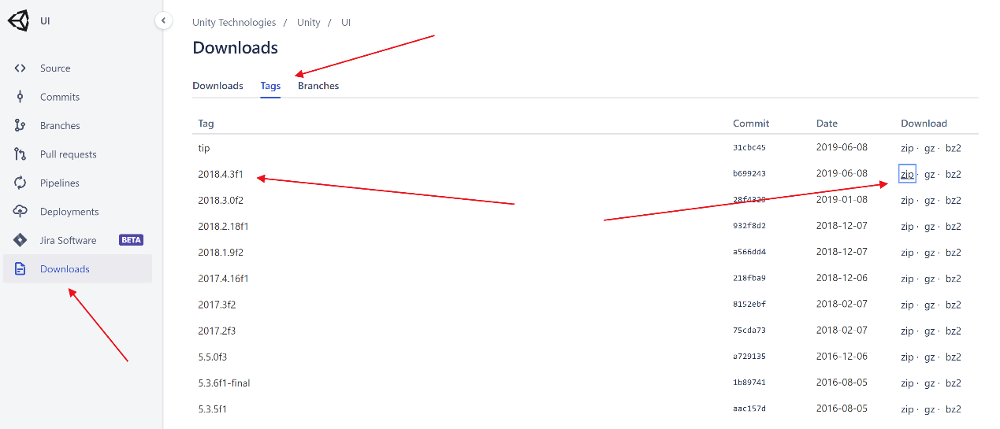 UI
Source
Commits
Branches
Pull requests
Pipelines
Deployments
Jira Software BETA
Downloads
Unity Technologies / Unity / UI
Downloads
Downloads Tags Branches
Tag Commit Date Download
tip 31cbc45 2019-06-08 zip · gz · bz2
2018.4.3f1 b699243 2019-06-08 zip · gz · bz2
2018.3.0f2 28f4329 2019-01-08 zip · gz · bz2
2018.2.18f1 932f8d2 2018-12-07 zip · gz · bz2
2018.1.9f2 a566dd4 2018-12-07 zip · gz · bz2
2017.4.16f1 218fba9 2018-12-06 zip · gz · bz2
2017.3f2 8152ebf 2018-02-07 zip · gz · bz2
2017.2f3 75cda73 2018-02-07 zip · gz · bz2
5.5.0f3 a729135 2016-12-06 zip · gz · bz2
5.3.6f1-final 1b89741 2016-08-05 zip · gz · bz2
5.3.5f1 aac157d 2016-08-05 zip · gz · bz2